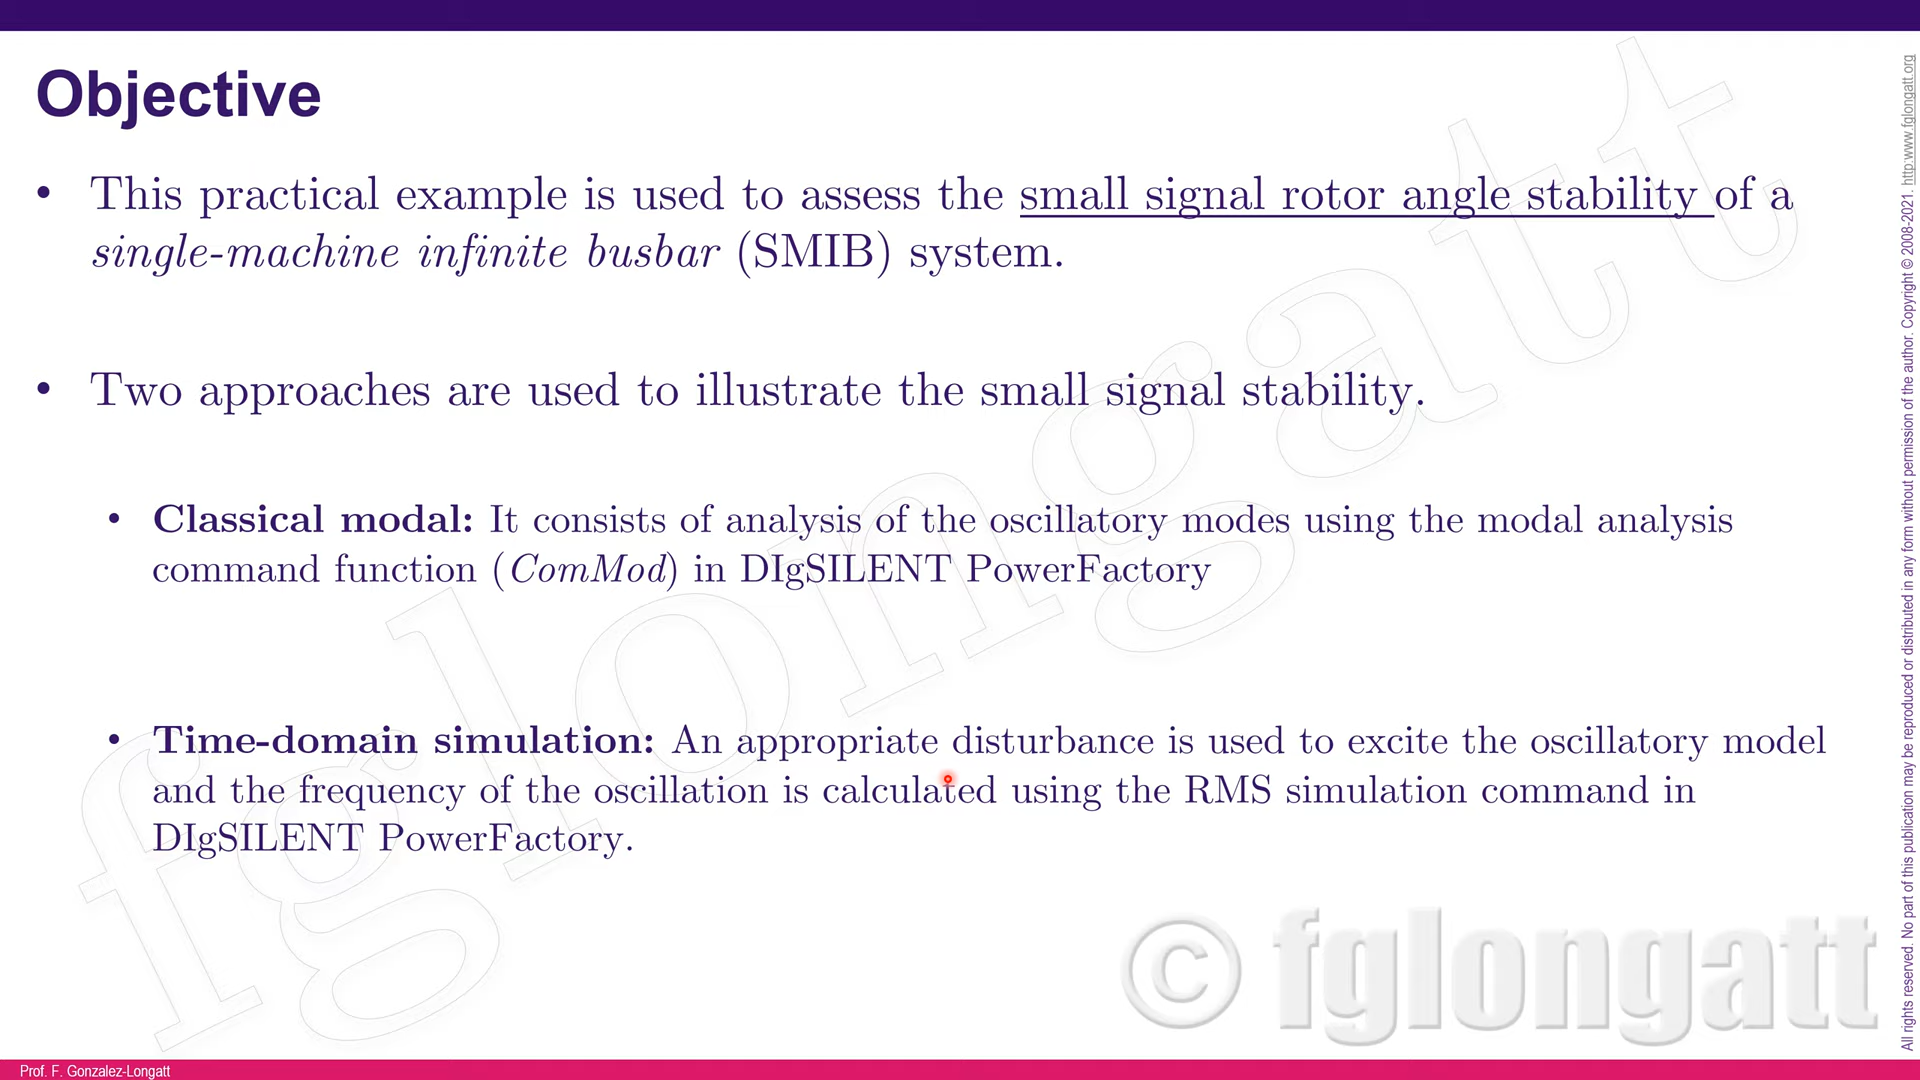 Objective
• This practical example is used to assess the small signal rotor angle stability of a
single-machine infinite busbar (SMIB) system.
• Two approaches are used to illustrate the small signal stability.
• Classical modal: It consists of analysis of the oscillatory modes using the modal analysis
command function (ComMod) in DIgSILENT PowerFactory
• Time-domain simulation: An appropriate disturbance is used to excite the oscillatory model
and the frequency of the oscillation is calculated using the RMS simulation command in
DIgSILENT PowerFactory.
fglongatt
© fglongatt
Prof. F. Gonzalez-Longatt
All rights reserved. No part of this publication may be reproduced or distributed in any form without permission of the author. Copyright © 2008-2021. http:www.fglongatt.org